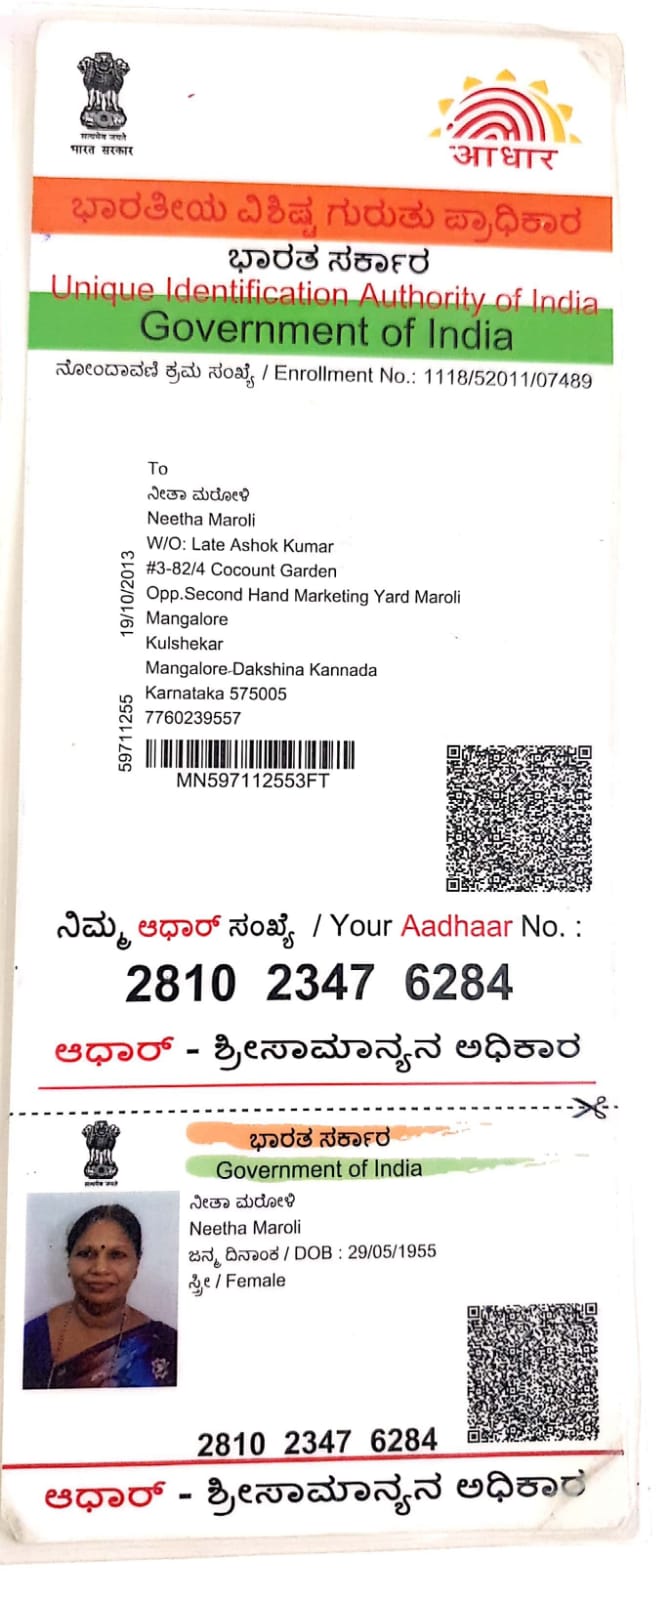 सत्यमेव जयते
भारत सरकार
आधार
ಭಾರತೀಯ ವಿಶಿಷ್ಟ ಗುರುತು ಪ್ರಾಧಿಕಾರ
ಭಾರತ ಸರ್ಕಾರ
Unique Identification Authority of India
Government of India
ನೋಂದಾವಣೆ ಕ್ರಮ ಸಂಖ್ಯೆ / Enrollment No.: 1118/52011/07489
To
ನೀತಾ ಮರೋಳಿ
Neetha Maroli
W/O: Late Ashok Kumar
#3-82/4 Cocount Garden
Opp.Second Hand Marketing Yard Maroli
Mangalore
Kulshekar
Mangalore-Dakshina Kannada
Karnataka 575005
7760239557
19/10/2013
59711255
MN597112553FT
ನಿಮ್ಮ ಆಧಾರ್ ಸಂಖ್ಯೆ / Your Aadhaar No. :
2810 2347 6284
ಆಧಾರ್ - ಶ್ರೀಸಾಮಾನ್ಯನ ಅಧಿಕಾರ
सत्यमेव जयते
ಭಾರತ ಸರ್ಕಾರ
Government of India
ನೀತಾ ಮರೋಳಿ
Neetha Maroli
ಜನ್ಮ ದಿನಾಂಕ / DOB : 29/05/1955
ಸ್ತ್ರೀ / Female
2810 2347 6284
ಆಧಾರ್ - ಶ್ರೀಸಾಮಾನ್ಯನ ಅಧಿಕಾರ